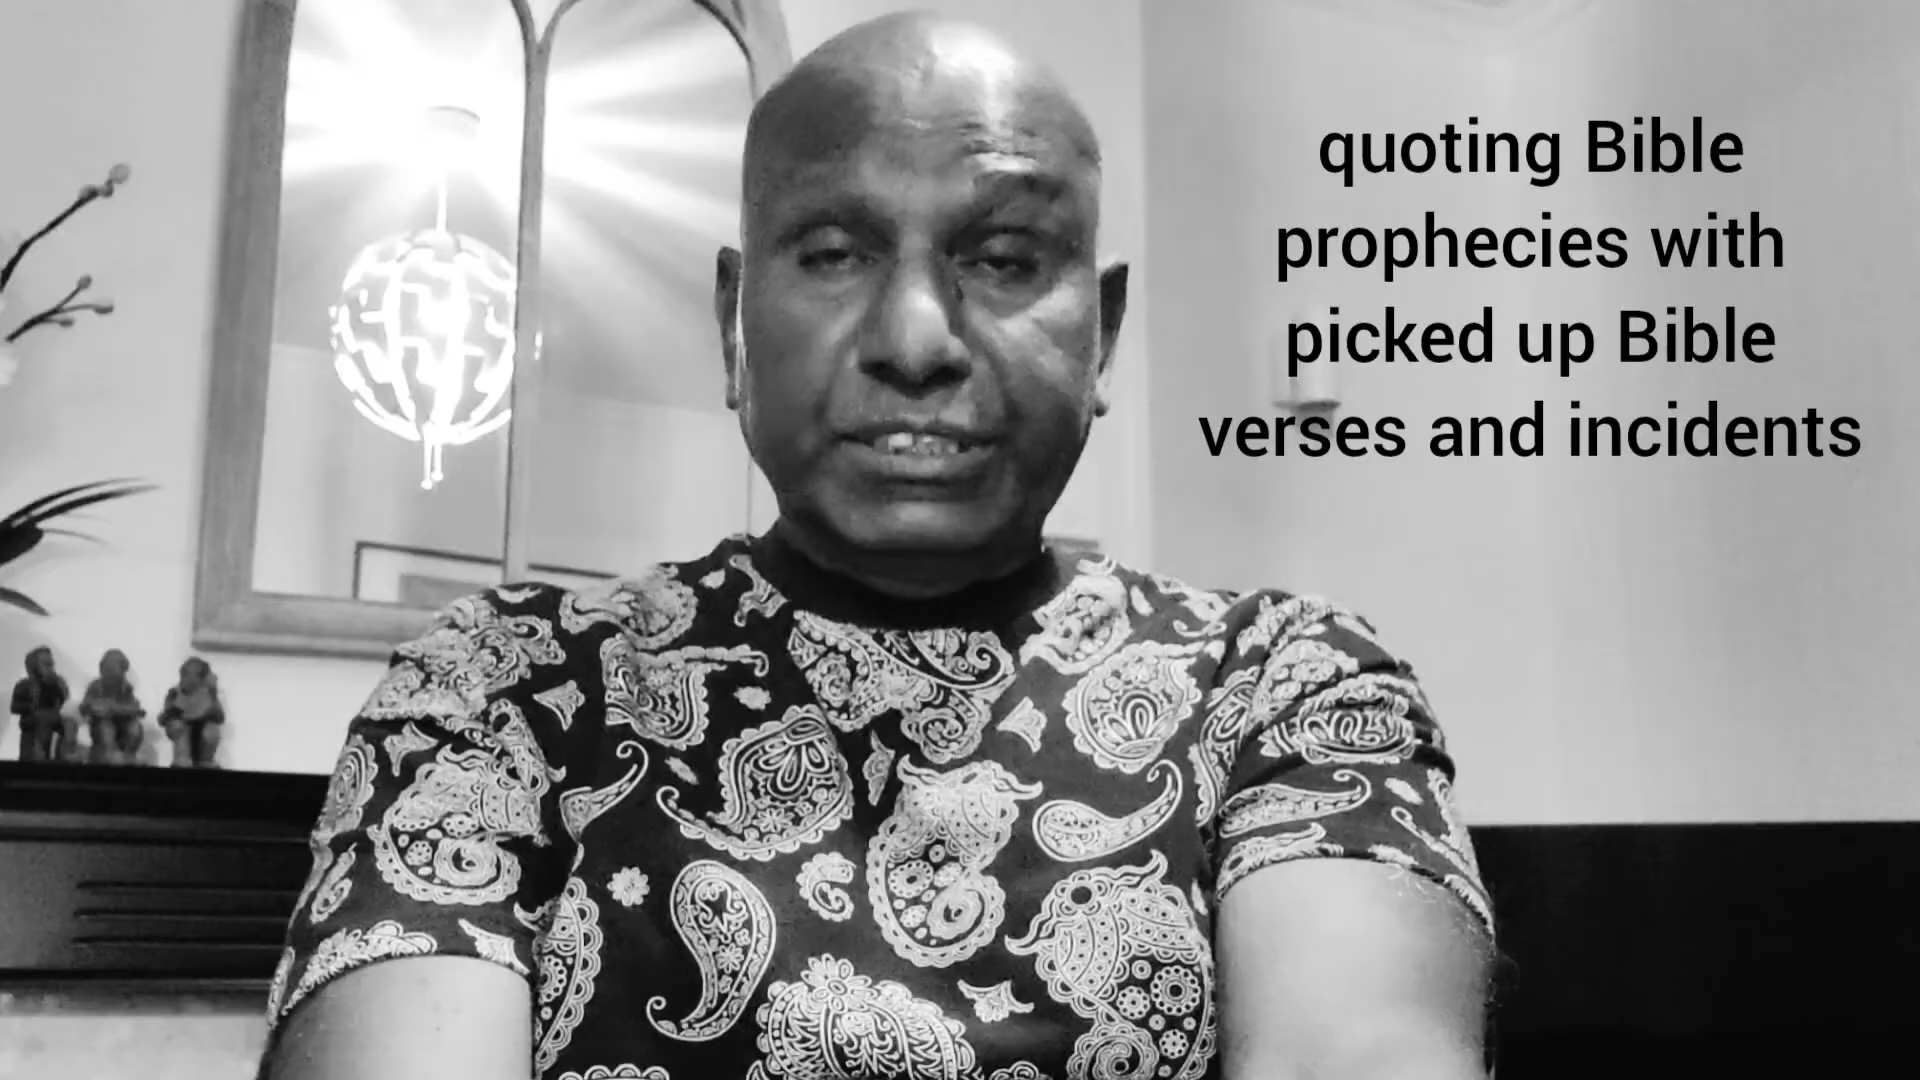 quoting Bible
prophecies with
picked up Bible
verses and incidents